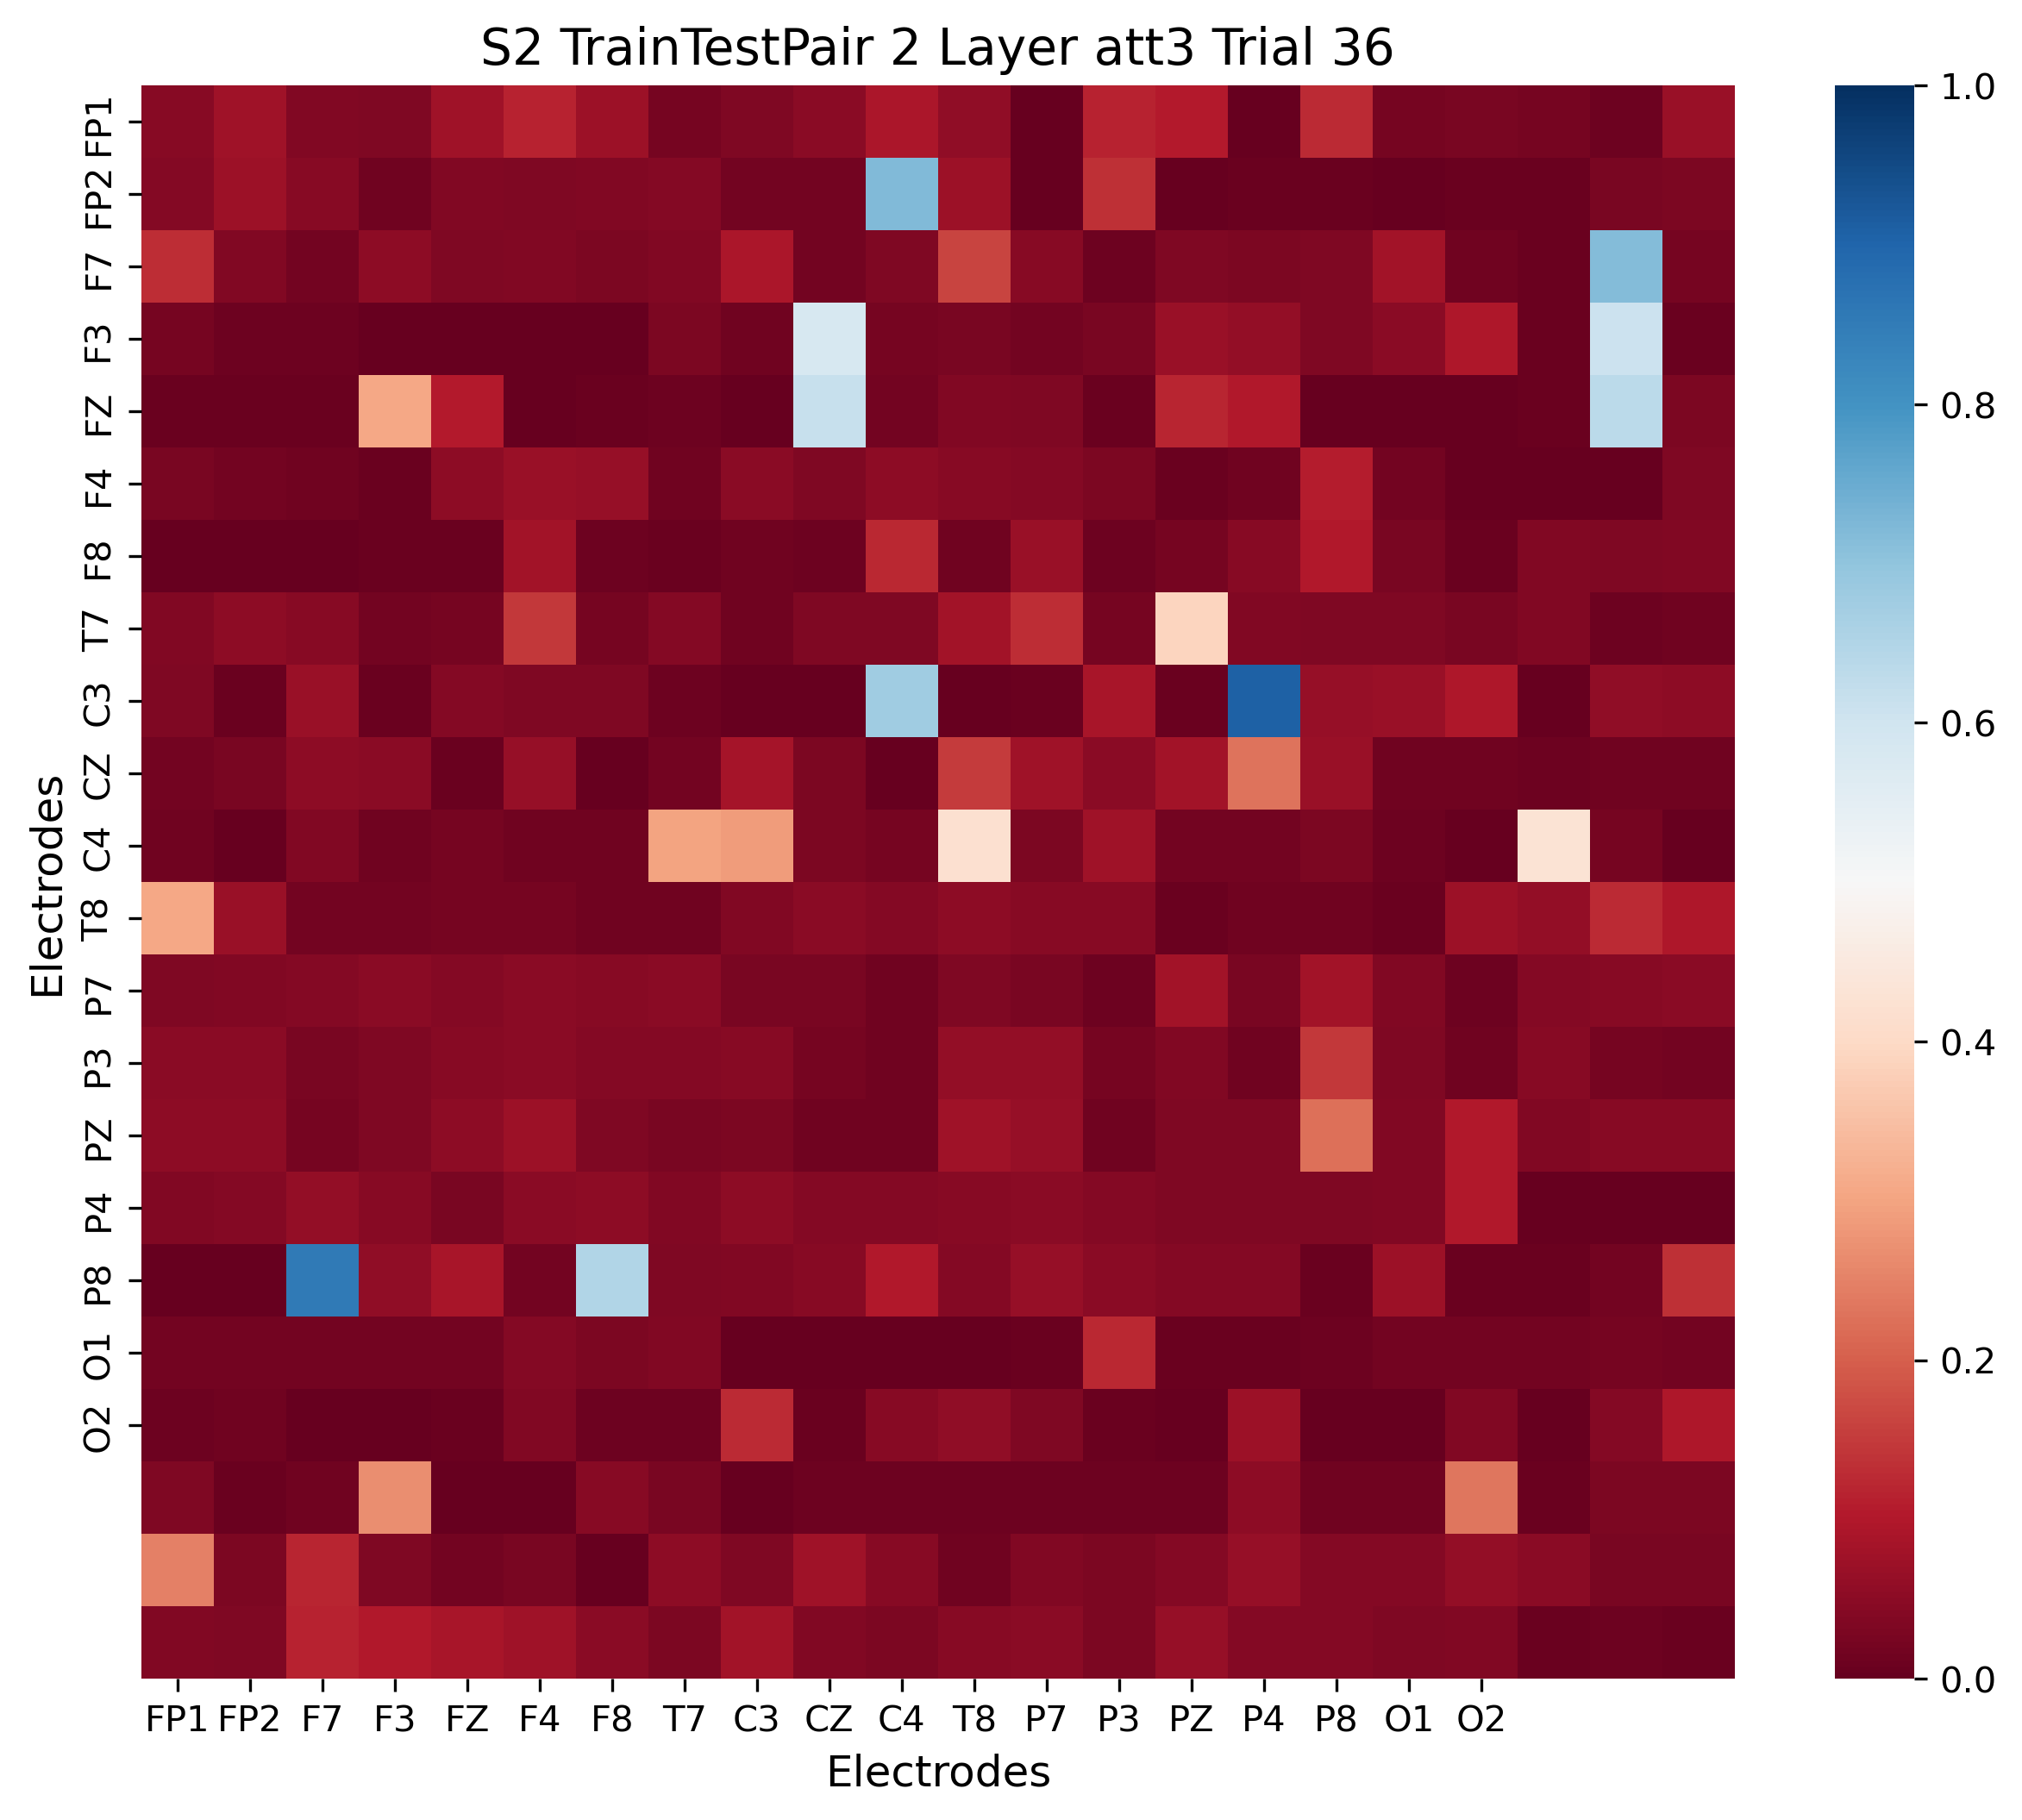 S2 TrainTestPair 2 Layer att3 Trial 36
Electrodes
FP1
FP2
F7
F3
FZ
F4
F8
T7
C3
CZ
C4
T8
P7
P3
PZ
P4
P8
O1
O2
FP1 FP2 F7 F3 FZ F4 F8 T7 C3 CZ C4 T8 P7 P3 PZ P4 P8 O1 O2
Electrodes
1.0
0.8
0.6
0.4
0.2
0.0